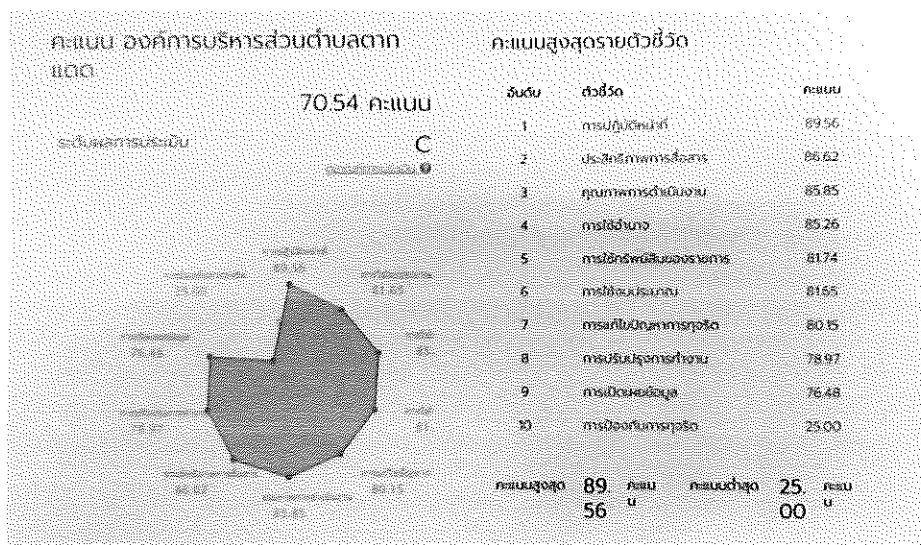 คะแนน องค์การบริหารส่วนตำบลตาก
แดด
70.54 คะแนน
ระดับผลการประเมิน
C
89.56
81.65
คะแนนสูงสุดรายตัวชี้วัด
อันดับ ตัวชี้วัด คะแนน
1 การปฏิบัติหน้าที่ 89.56
2 ประสิทธิภาพการสื่อสาร 86.62
3 คุณภาพการดำเนินงาน 85.85
4 การใช้อำนาจ 85.26
5 การใช้ทรัพย์สินของราชการ 81.74
6 การใช้งบประมาณ 81.65
7 การแก้ไขปัญหาการทุจริต 80.15
8 การปรับปรุงการทำงาน 78.97
9 การเปิดเผยข้อมูล 76.48
10 การป้องกันการทุจริต 25.00
คะแนนสูงสุด 89. คะแน คะแนนต่ำสุด 25. คะแน
56 น 00 น